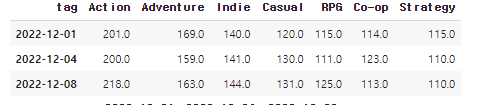 tag Action Adventure Indie Casual RPG Co-op Strategy
2022-12-01 201.0 169.0 140.0 120.0 115.0 114.0 115.0
2022-12-04 200.0 159.0 141.0 130.0 111.0 123.0 110.0
2022-12-08 218.0 163.0 144.0 131.0 125.0 113.0 110.0